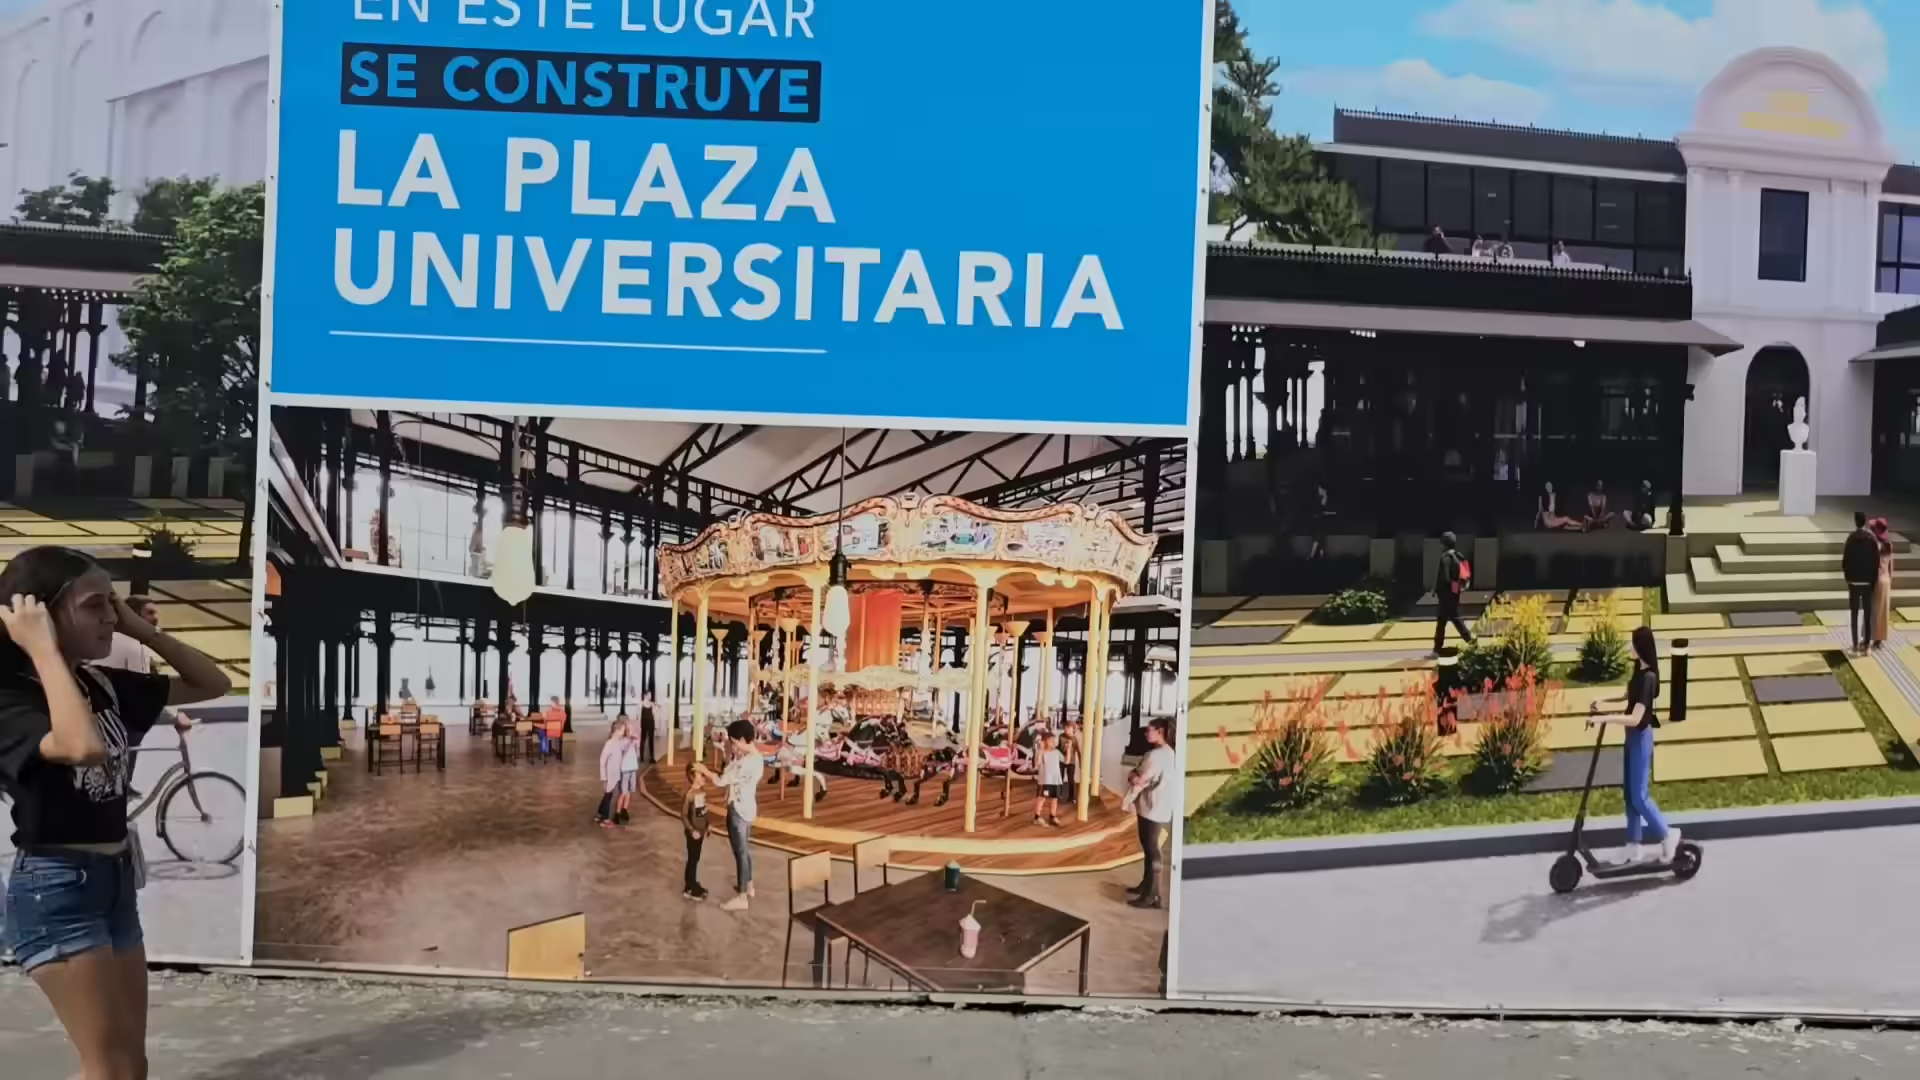 EN ESTE LUGAR
SE CONSTRUYE
LA PLAZA
UNIVERSITARIA